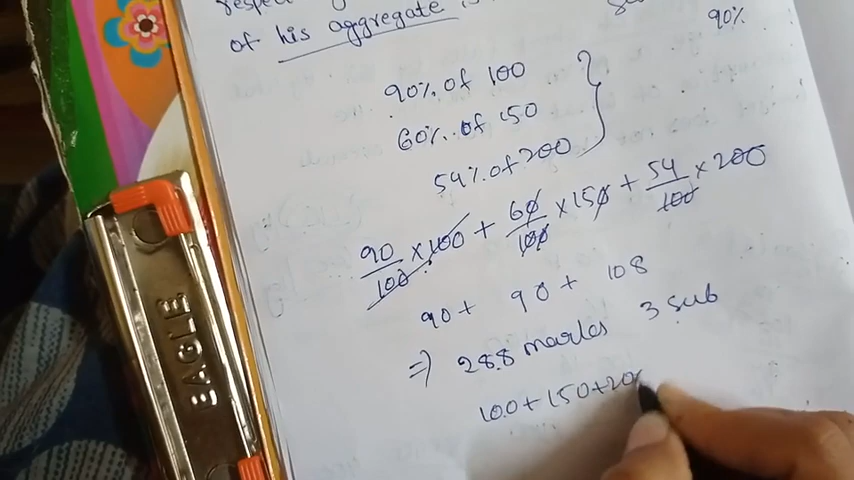 respect
of his aggregate
90%
90% of 100
60% of 150
54% of 200
90/100 × 100 + 60/100 × 150 + 54/100 × 200
90 + 90 + 108
⇒ 288 marks 3 sub
100 + 150 + 200
EAGLE